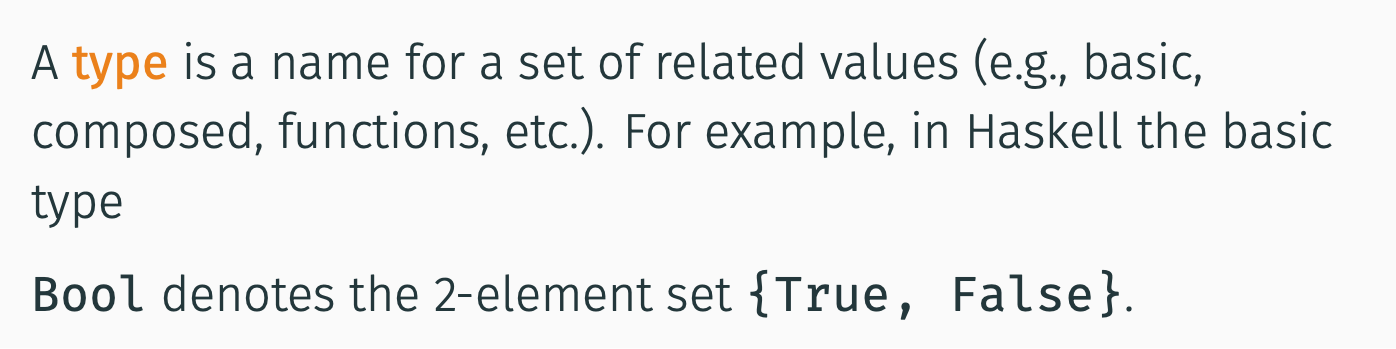 A type is a name for a set of related values (e.g., basic,
composed, functions, etc.). For example, in Haskell the basic
type
Bool denotes the 2-element set {True, False}.